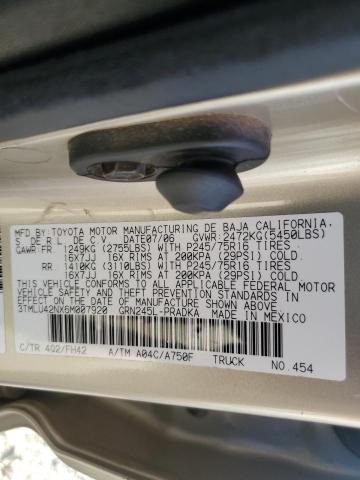 MFD.BY:TOYOTA MOTOR MANUFACTURING DE BAJA CALIFORNIA,
S DE R L DE C V DATE07/06 GVWR:2472KG(5450LBS)
GAWR FR 1249KG (2755LBS) WITH P245/75R16 TIRES
16X7JJ 16X RIMS AT 200KPA (29PSI) COLD.
RR 1410KG (3110LBS) WITH P245/75R16 TIRES
16X7JJ 16X RIMS AT 200KPA (29PSI) COLD
THIS VEHICLE CONFORMS TO ALL APPLICABLE FEDERAL MOTOR
VEHICLE SAFETY AND BUMPER STANDARDS IN EFFECT ON THE
DATE OF MANUFACTURE SHOWN ABOVE.
3TMLU42NX6M007920 GRN245L-PRADKA MADE IN MEXICO
C/TR 4Q2/FH42 A/TM A04C/A750F TRUCK NO.454